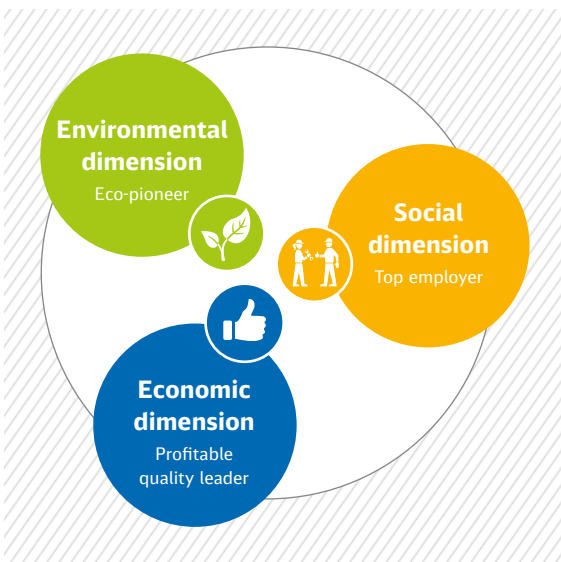 Environmental
dimension
Eco-pioneer
Social
dimension
Top employer
Economic
dimension
Profitable
quality leader